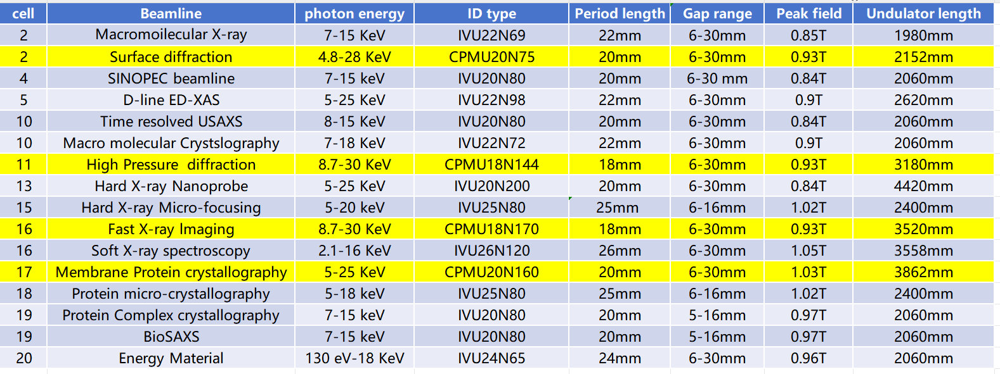 cell Beamline photon energy ID type Period length Gap range Peak field Undulator length
2 Macromoilecular X-ray 7-15 KeV IVU22N69 22mm 6-30mm 0.85T 1980mm
2 Surface diffraction 4.8-28 KeV CPMU20N75 20mm 6-30mm 0.93T 2152mm
4 SINOPEC beamline 7-15 keV IVU20N80 20mm 6-30 mm 0.84T 2060mm
5 D-line ED-XAS 5-25 KeV IVU22N98 22mm 6-30mm 0.9T 2620mm
10 Time resolved USAXS 8-15 KeV IVU20N80 20mm 6-30mm 0.84T 2060mm
10 Macro molecular Crystslography 7-18 KeV IVU22N72 22mm 6-30mm 0.9T 2060mm
11 High Pressure diffraction 8.7-30 KeV CPMU18N144 18mm 6-30mm 0.93T 3180mm
13 Hard X-ray Nanoprobe 5-25 KeV IVU20N200 20mm 6-30mm 0.84T 4420mm
15 Hard X-ray Micro-focusing 5-20 keV IVU25N80 25mm 6-16mm 1.02T 2400mm
16 Fast X-ray Imaging 8.7-30 KeV CPMU18N170 18mm 6-30mm 0.93T 3520mm
16 Soft X-ray spectroscopy 2.1-16 KeV IVU26N120 26mm 6-30mm 1.05T 3558mm
17 Membrane Protein crystallography 5-25 KeV CPMU20N160 20mm 6-30mm 1.03T 3862mm
18 Protein micro-crystallography 5-18 keV IVU25N80 25mm 6-16mm 1.02T 2400mm
19 Protein Complex crystallography 7-15 keV IVU20N80 20mm 5-16mm 0.97T 2060mm
19 BioSAXS 7-15 keV IVU20N80 20mm 5-16mm 0.97T 2060mm
20 Energy Material 130 eV-18 KeV IVU24N65 24mm 6-30mm 0.96T 2060mm